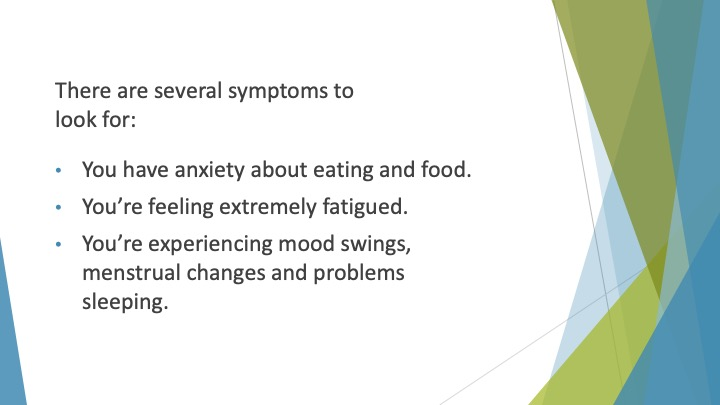 There are several symptoms to
look for:
• You have anxiety about eating and food.
• You’re feeling extremely fatigued.
• You’re experiencing mood swings,
menstrual changes and problems
sleeping.